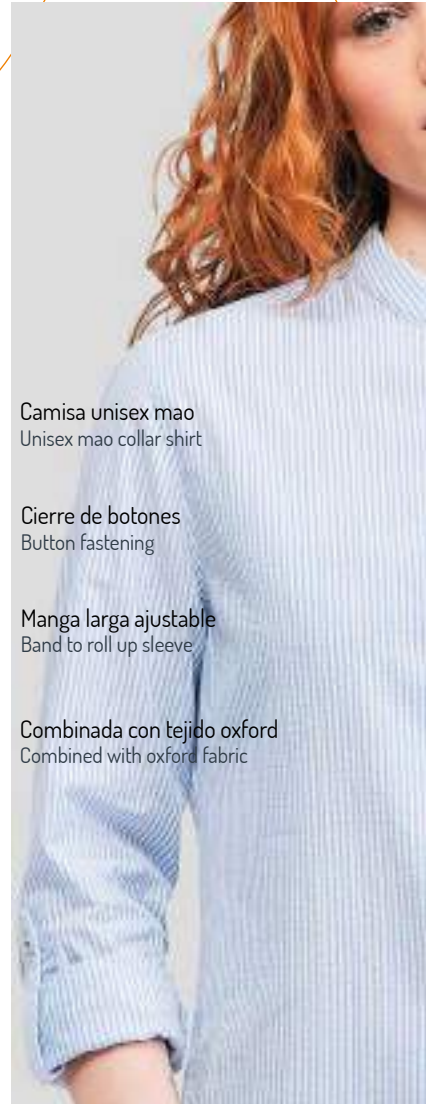 Camisa unisex mao
Unisex mao collar shirt
Cierre de botones
Button fastening
Manga larga ajustable
Band to roll up sleeve
Combinada con tejido oxford
Combined with oxford fabric